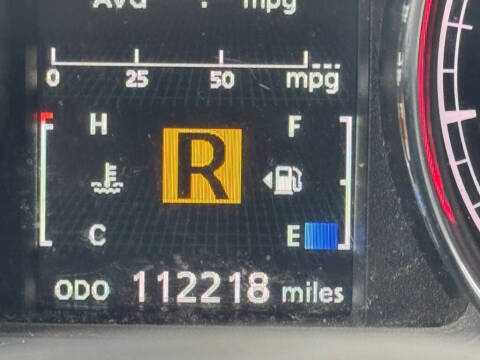 Avg . mpg
0 25 50 mpg
H F
R
C E
ODO 112218 miles